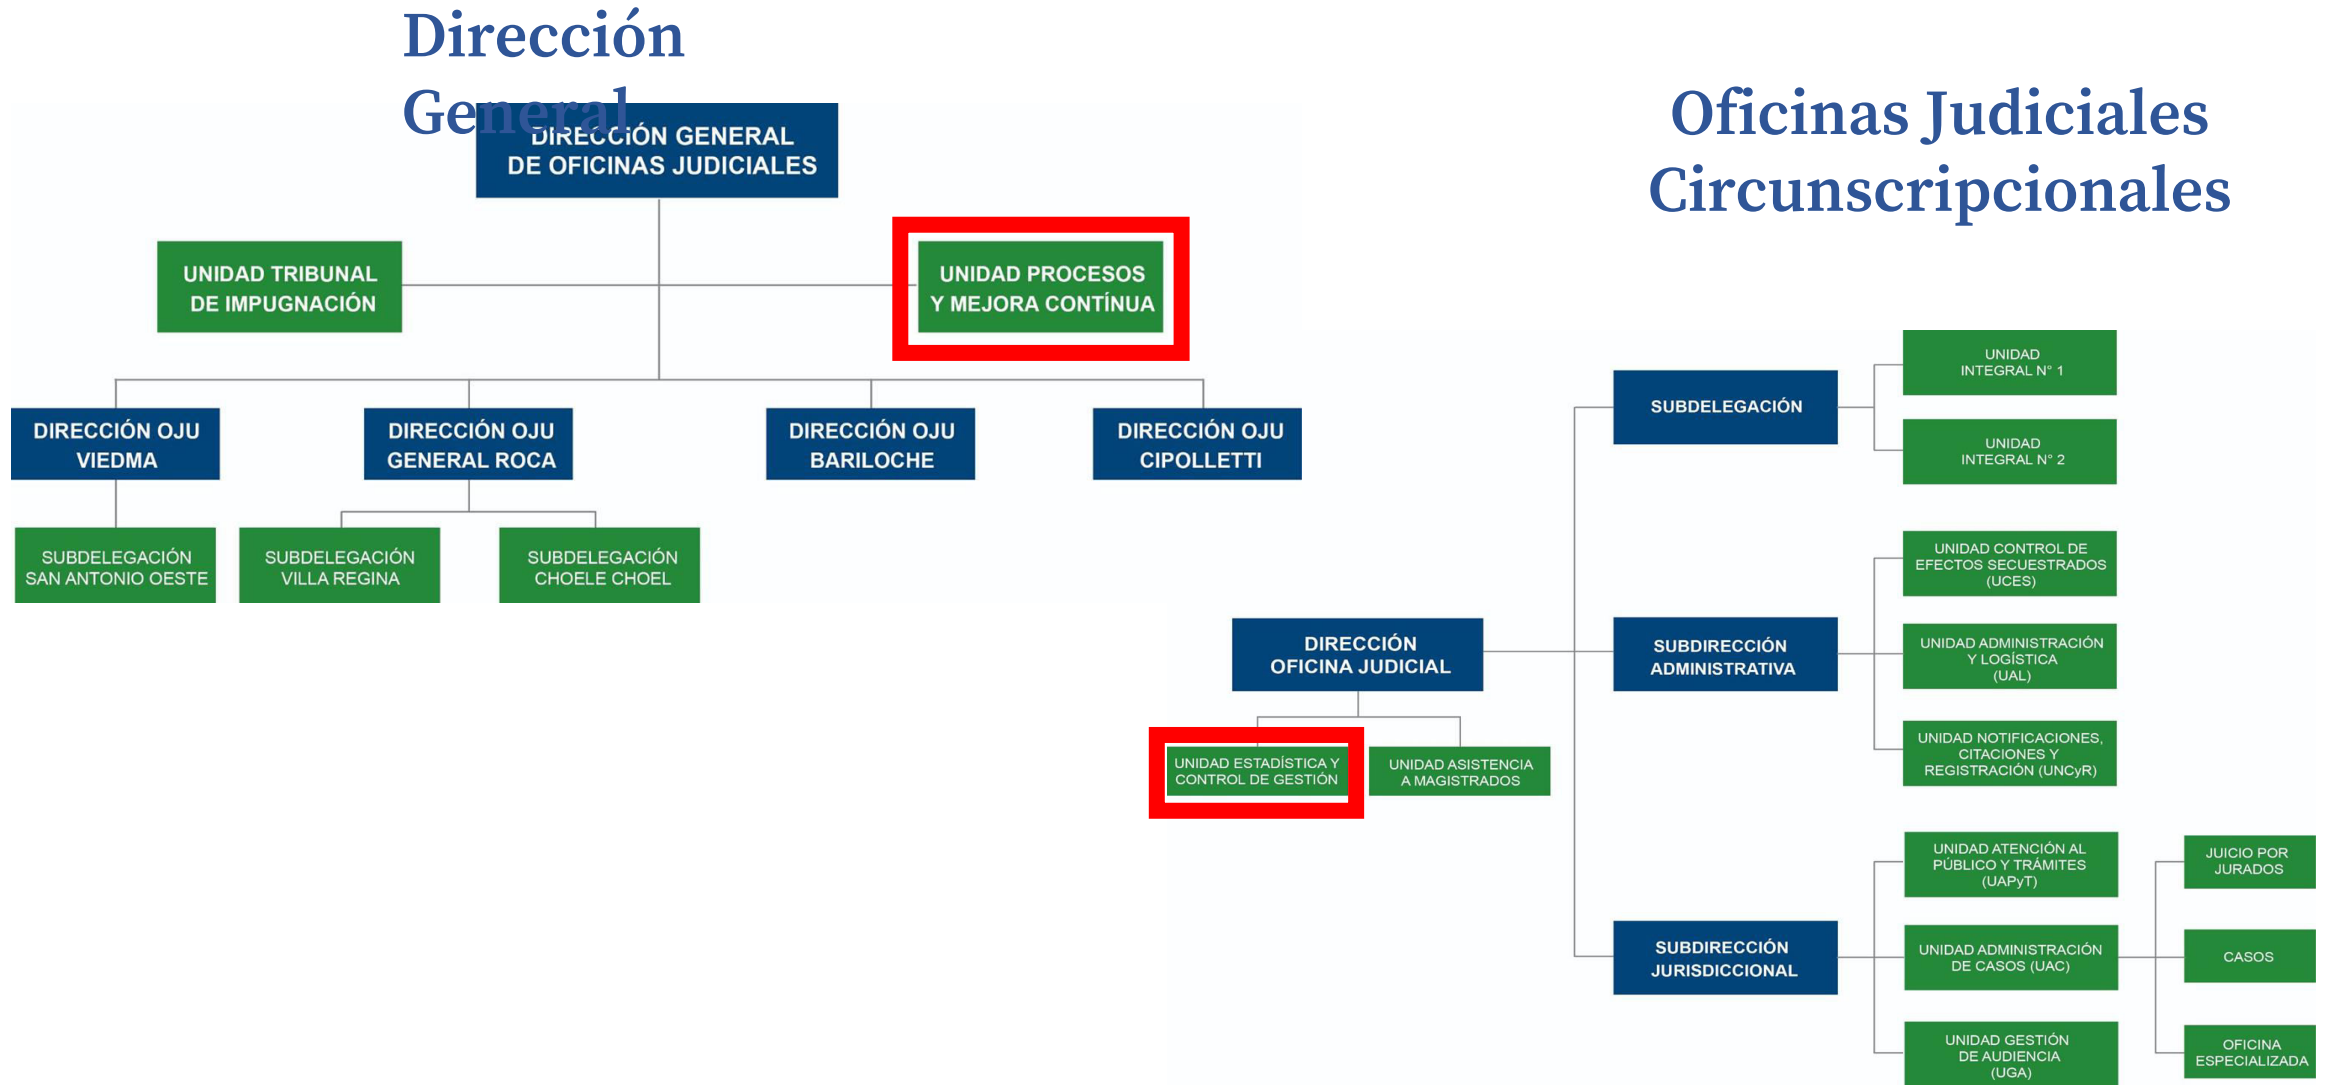 Dirección
General
DIRECCIÓN GENERAL
DE OFICINAS JUDICIALES
UNIDAD TRIBUNAL
DE IMPUGNACIÓN
UNIDAD PROCESOS
Y MEJORA CONTÍNUA
DIRECCIÓN OJU
VIEDMA
DIRECCIÓN OJU
GENERAL ROCA
DIRECCIÓN OJU
BARILOCHE
DIRECCIÓN OJU
CIPOLLETTI
SUBDELEGACIÓN
SAN ANTONIO OESTE
SUBDELEGACIÓN
VILLA REGINA
SUBDELEGACIÓN
CHOELE CHOEL
Oficinas Judiciales
Circunscripcionales
DIRECCIÓN
OFICINA JUDICIAL
UNIDAD ESTADÍSTICA Y
CONTROL DE GESTIÓN
UNIDAD ASISTENCIA
A MAGISTRADOS
SUBDELEGACIÓN
UNIDAD
INTEGRAL N° 1
UNIDAD
INTEGRAL N° 2
SUBDIRECCIÓN
ADMINISTRATIVA
UNIDAD CONTROL DE
EFECTOS SECUESTRADOS
(UCES)
UNIDAD ADMINISTRACIÓN
Y LOGÍSTICA
(UAL)
UNIDAD NOTIFICACIONES,
CITACIONES Y
REGISTRACIÓN (UNCyR)
SUBDIRECCIÓN
JURISDICCIONAL
UNIDAD ATENCIÓN AL
PÚBLICO Y TRÁMITES
(UAPyT)
UNIDAD ADMINISTRACIÓN
DE CASOS (UAC)
UNIDAD GESTIÓN
DE AUDIENCIA
(UGA)
JUICIO POR
JURADOS
CASOS
OFICINA
ESPECIALIZADA